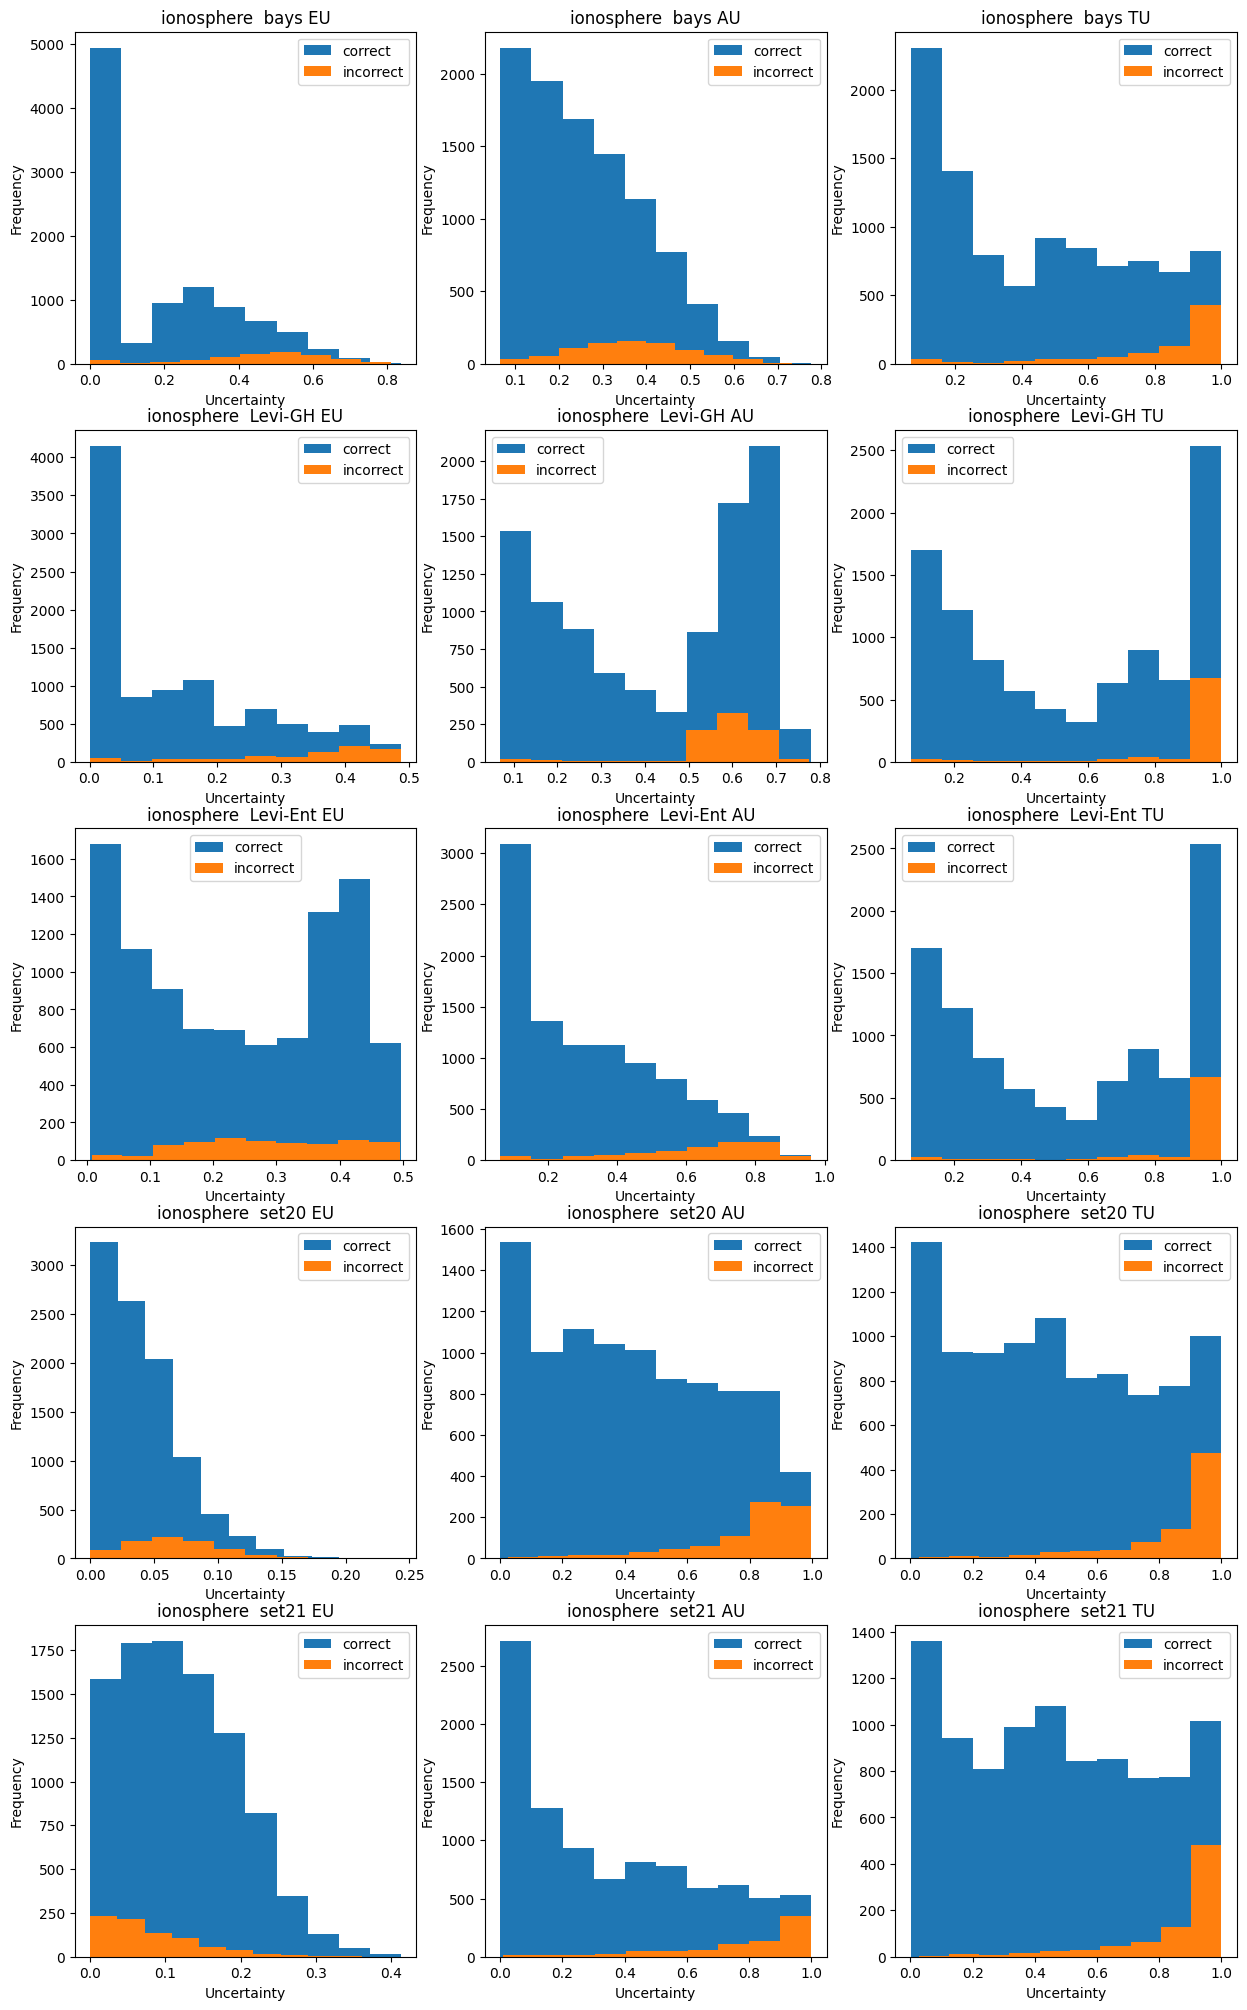 ionosphere bays EU
correct
incorrect
Frequency
5000
4000
3000
2000
1000
0
0.0 0.2 0.4 0.6 0.8
Uncertainty
ionosphere bays AU
correct
incorrect
Frequency
2000
1500
1000
500
0
0.1 0.2 0.3 0.4 0.5 0.6 0.7 0.8
Uncertainty
ionosphere bays TU
correct
incorrect
Frequency
2000
1500
1000
500
0
0.2 0.4 0.6 0.8 1.0
Uncertainty
ionosphere Levi-GH EU
correct
incorrect
Frequency
4000
3500
3000
2500
2000
1500
1000
500
0
0.0 0.1 0.2 0.3 0.4 0.5
Uncertainty
ionosphere Levi-GH AU
correct
incorrect
Frequency
2000
1750
1500
1250
1000
750
500
250
0
0.1 0.2 0.3 0.4 0.5 0.6 0.7 0.8
Uncertainty
ionosphere Levi-GH TU
correct
incorrect
Frequency
2500
2000
1500
1000
500
0
0.2 0.4 0.6 0.8 1.0
Uncertainty
ionosphere Levi-Ent EU
correct
incorrect
Frequency
1600
1400
1200
1000
800
600
400
200
0
0.0 0.1 0.2 0.3 0.4 0.5
Uncertainty
ionosphere Levi-Ent AU
correct
incorrect
Frequency
3000
2500
2000
1500
1000
500
0
0.2 0.4 0.6 0.8 1.0
Uncertainty
ionosphere Levi-Ent TU
correct
incorrect
Frequency
2500
2000
1500
1000
500
0
0.2 0.4 0.6 0.8 1.0
Uncertainty
ionosphere set20 EU
correct
incorrect
Frequency
3000
2500
2000
1500
1000
500
0
0.00 0.05 0.10 0.15 0.20 0.25
Uncertainty
ionosphere set20 AU
correct
incorrect
Frequency
1600
1400
1200
1000
800
600
400
200
0
0.0 0.2 0.4 0.6 0.8 1.0
Uncertainty
ionosphere set20 TU
correct
incorrect
Frequency
1400
1200
1000
800
600
400
200
0
0.0 0.2 0.4 0.6 0.8 1.0
Uncertainty
ionosphere set21 EU
correct
incorrect
Frequency
1750
1500
1250
1000
750
500
250
0
0.0 0.1 0.2 0.3 0.4
Uncertainty
ionosphere set21 AU
correct
incorrect
Frequency
2500
2000
1500
1000
500
0
0.0 0.2 0.4 0.6 0.8 1.0
Uncertainty
ionosphere set21 TU
correct
incorrect
Frequency
1400
1200
1000
800
600
400
200
0
0.0 0.2 0.4 0.6 0.8 1.0
Uncertainty